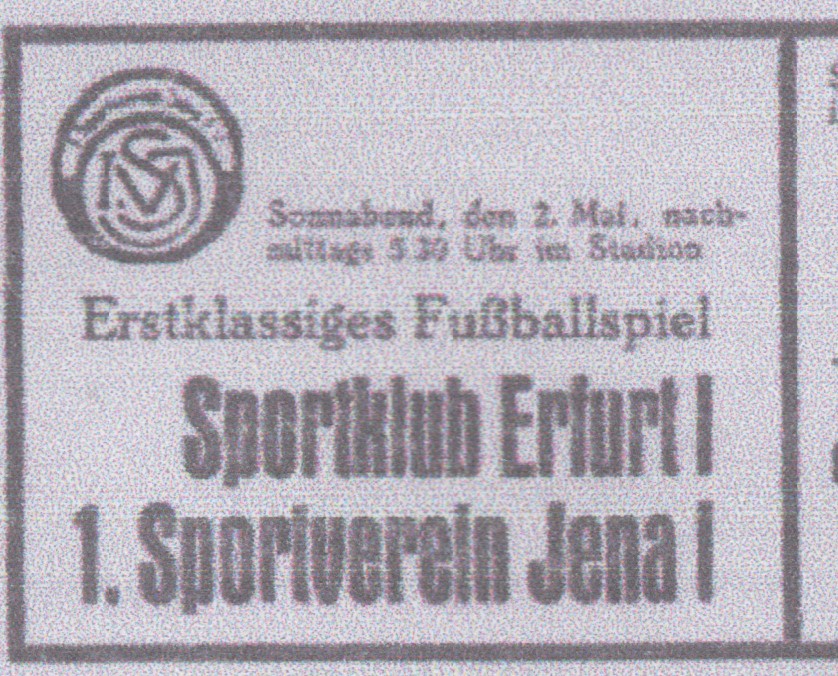 Sonnabend, den 2. Mai, nach-
mittags 5.30 Uhr im Stadion
Erstklassiges Fußballspiel
Sportklub Erfurt I
1. Sportverein Jena I